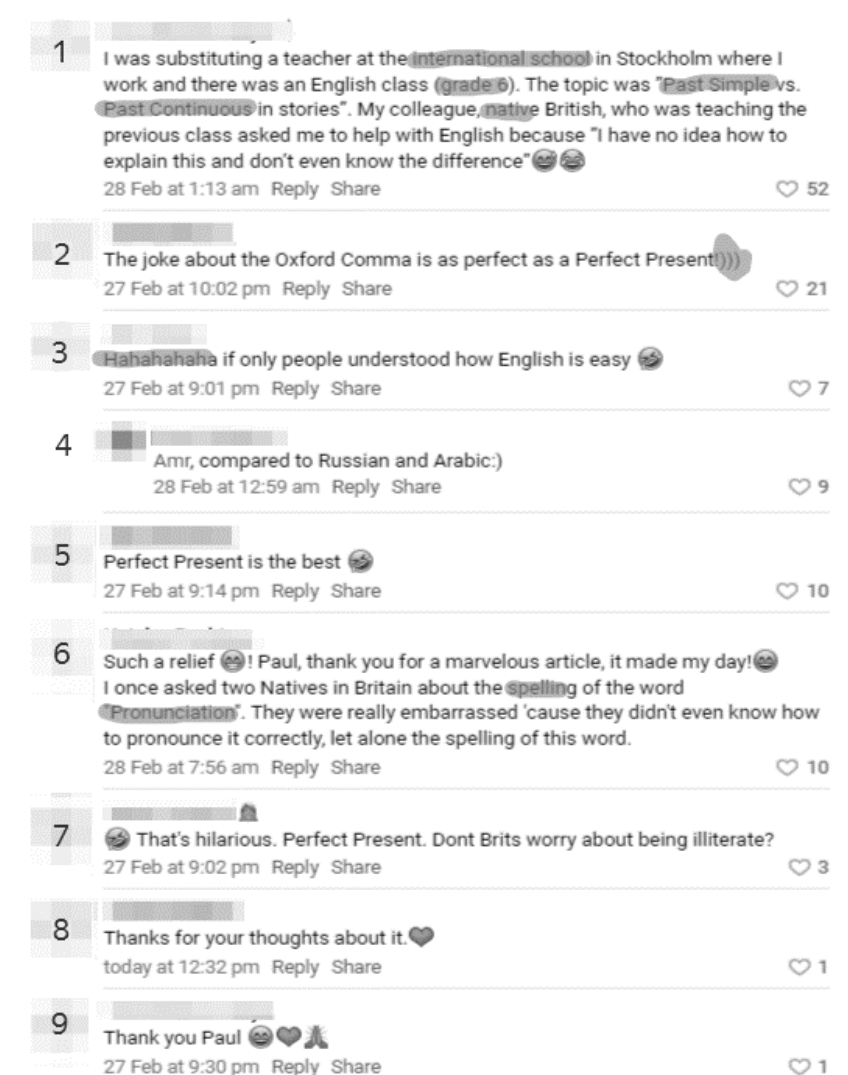 1
I was substituting a teacher at the international school in Stockholm where I
work and there was an English class (grade 6). The topic was "Past Simple vs.
Past Continuous in stories". My colleague, native British, who was teaching the
previous class asked me to help with English because "I have no idea how to
explain this and don't even know the difference"😅😂
28 Feb at 1:13 am Reply Share
52
2
The joke about the Oxford Comma is as perfect as a Perfect Present!)))
27 Feb at 10:02 pm Reply Share
21
3
Hahahahaha if only people understood how English is easy 🤣
27 Feb at 9:01 pm Reply Share
7
4
Amr, compared to Russian and Arabic:)
28 Feb at 12:59 am Reply Share
9
5
Perfect Present is the best 🤣
27 Feb at 9:14 pm Reply Share
10
6
Such a relief 😁! Paul, thank you for a marvelous article, it made my day!😄
I once asked two Natives in Britain about the spelling of the word
"Pronunciation". They were really embarrassed 'cause they didn't even know how
to pronounce it correctly, let alone the spelling of this word.
28 Feb at 7:56 am Reply Share
10
7
🤣 That's hilarious. Perfect Present. Dont Brits worry about being illiterate?
27 Feb at 9:02 pm Reply Share
3
8
Thanks for your thoughts about it.❤
today at 12:32 pm Reply Share
1
9
Thank you Paul 😄❤🙏
27 Feb at 9:30 pm Reply Share
1